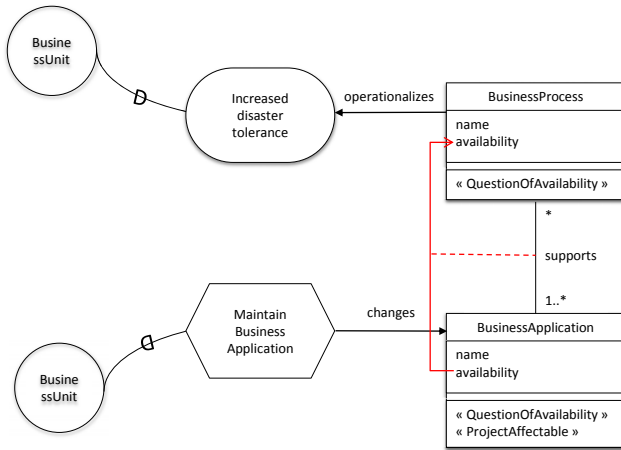 Busine
ssUnit
D
Increased
disaster
tolerance
operationalizes
BusinessProcess
name
availability
« QuestionOfAvailability »
*
supports
1..*
Maintain
Business
Application
changes
D
Busine
ssUnit
BusinessApplication
name
availability
« QuestionOfAvailability »
« ProjectAffectable »